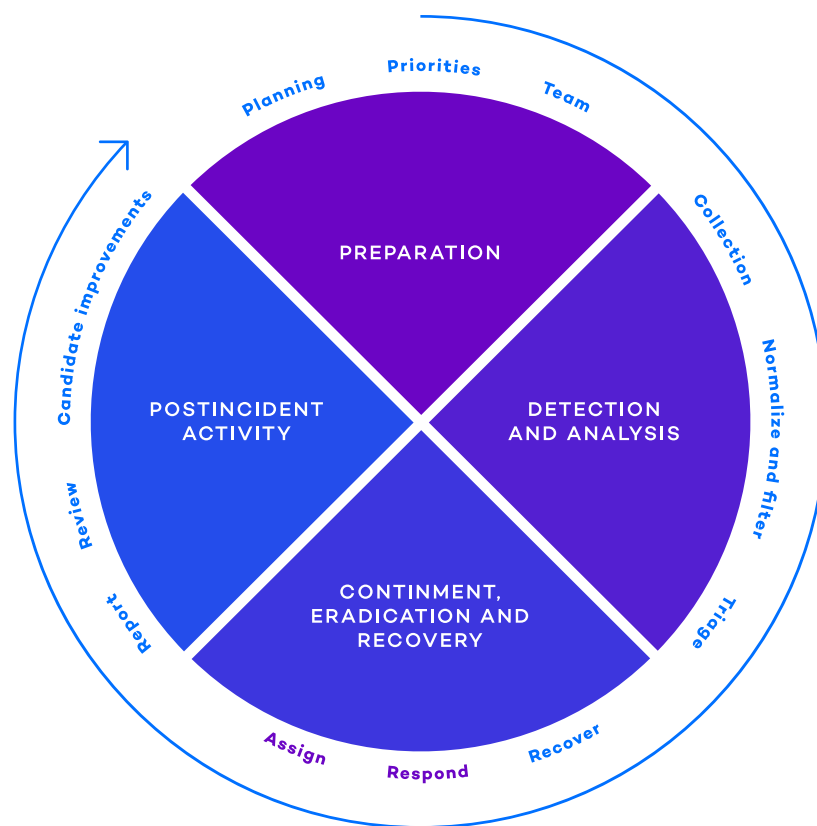 Planning
Priorities
Team
PREPARATION
Collection
Normalize and filter
Triage
DETECTION
AND ANALYSIS
CONTINMENT,
ERADICATION AND
RECOVERY
Assign
Respond
Recover
POSTINCIDENT
ACTIVITY
Report
Review
Candidate improvements